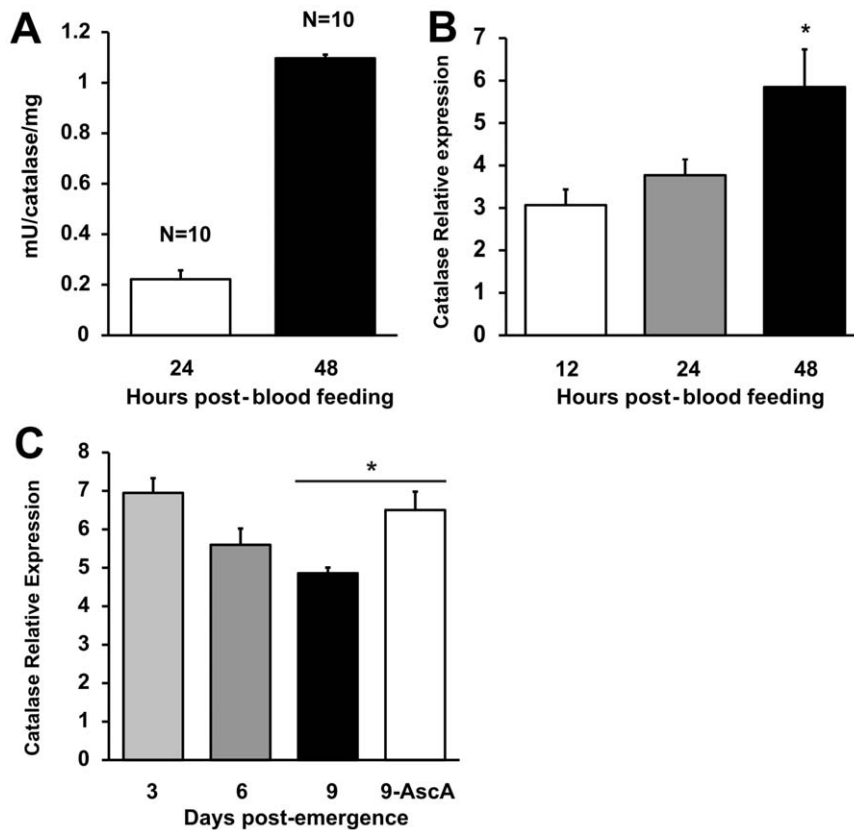 A
mU/catalase/mg
1.2
1
0.8
0.6
0.4
0.2
0
N=10
N=10
24 48
Hours post-blood feeding
B
Catalase Relative expression
7
6
5
4
3
2
1
0
*
12 24 48
Hours post-blood feeding
C
Catalase Relative Expression
8
7
6
5
4
3
2
1
0
*
3 6 9 9-AscA
Days post-emergence